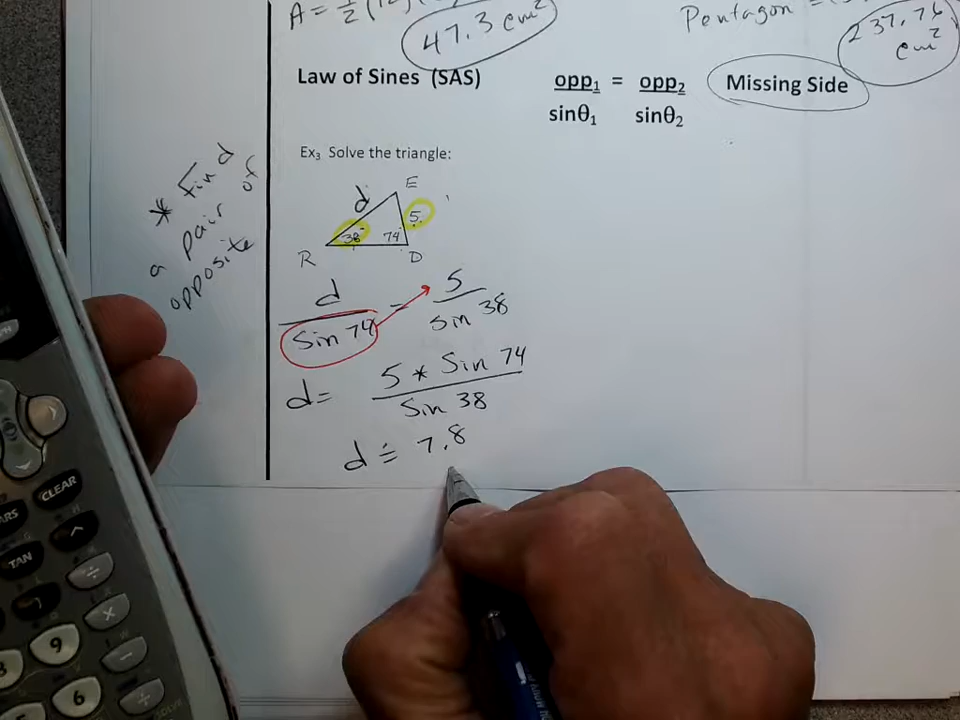 A = 1/2 (12)
47.3 cm²
Pentagon =
237.76
cm²
Law of Sines (SAS)
opp₁ = opp₂
sinθ₁ sinθ₂
Missing Side
Ex₃ Solve the triangle:
* Find
a pair of
opposite
d
E
5
38°
74
R
D
d = 5
Sin 74 sin 38
d = 5 * Sin 74
Sin 38
d ≐ 7.8
CLEAR
^
TAN
÷
9
×
6
−
+